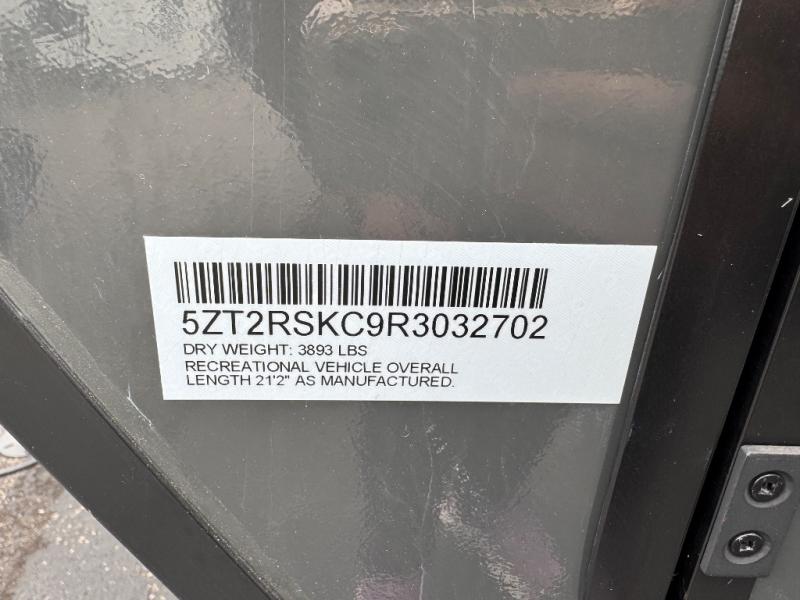 5ZT2RSKC9R3032702
DRY WEIGHT: 3893 LBS
RECREATIONAL VEHICLE OVERALL
LENGTH 21'2" AS MANUFACTURED.